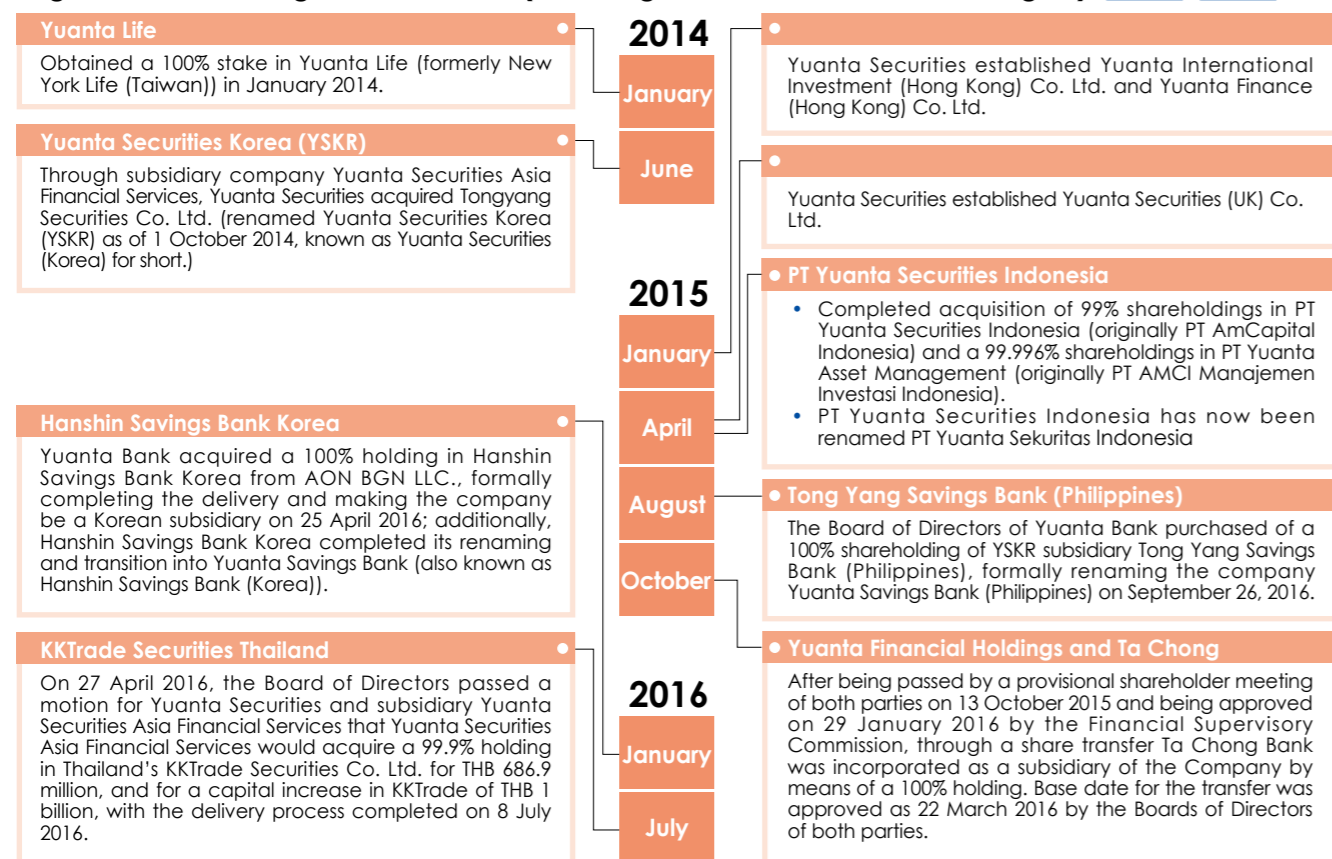 Yuanta Life
Obtained a 100% stake in Yuanta Life (formerly New
York Life (Taiwan)) in January 2014.
Yuanta Securities Korea (YSKR)
Through subsidiary company Yuanta Securities Asia
Financial Services, Yuanta Securities acquired Tongyang
Securities Co. Ltd. (renamed Yuanta Securities Korea
(YSKR) as of 1 October 2014, known as Yuanta Securities
(Korea) for short.)
Hanshin Savings Bank Korea
Yuanta Bank acquired a 100% holding in Hanshin
Savings Bank Korea from AON BGN LLC., formally
completing the delivery and making the company
be a Korean subsidiary on 25 April 2016; additionally,
Hanshin Savings Bank Korea completed its renaming
and transition into Yuanta Savings Bank (also known as
Hanshin Savings Bank (Korea)).
KKTrade Securities Thailand
On 27 April 2016, the Board of Directors passed a
motion for Yuanta Securities and subsidiary Yuanta
Securities Asia Financial Services that Yuanta Securities
Asia Financial Services would acquire a 99.9% holding
in Thailand's KKTrade Securities Co. Ltd. for THB 686.9
million, and for a capital increase in KKTrade of THB 1
billion, with the delivery process completed on 8 July
2016.
2014
January
June
2015
January
April
August
October
2016
January
July
Yuanta Securities established Yuanta International
Investment (Hong Kong) Co. Ltd. and Yuanta Finance
(Hong Kong) Co. Ltd.
Yuanta Securities established Yuanta Securities (UK) Co.
Ltd.
PT Yuanta Securities Indonesia
• Completed acquisition of 99% shareholdings in PT
Yuanta Securities Indonesia (originally PT AmCapital
Indonesia) and a 99.996% shareholdings in PT Yuanta
Asset Management (originally PT AMCI Manajemen
Investasi Indonesia).
• PT Yuanta Securities Indonesia has now been
renamed PT Yuanta Sekuritas Indonesia
Tong Yang Savings Bank (Philippines)
The Board of Directors of Yuanta Bank purchased of a
100% shareholding of YSKR subsidiary Tong Yang Savings
Bank (Philippines), formally renaming the company
Yuanta Savings Bank (Philippines) on September 26, 2016.
Yuanta Financial Holdings and Ta Chong
After being passed by a provisional shareholder meeting
of both parties on 13 October 2015 and being approved
on 29 January 2016 by the Financial Supervisory
Commission, through a share transfer Ta Chong Bank
was incorporated as a subsidiary of the Company by
means of a 100% holding. Base date for the transfer was
approved as 22 March 2016 by the Boards of Directors
of both parties.